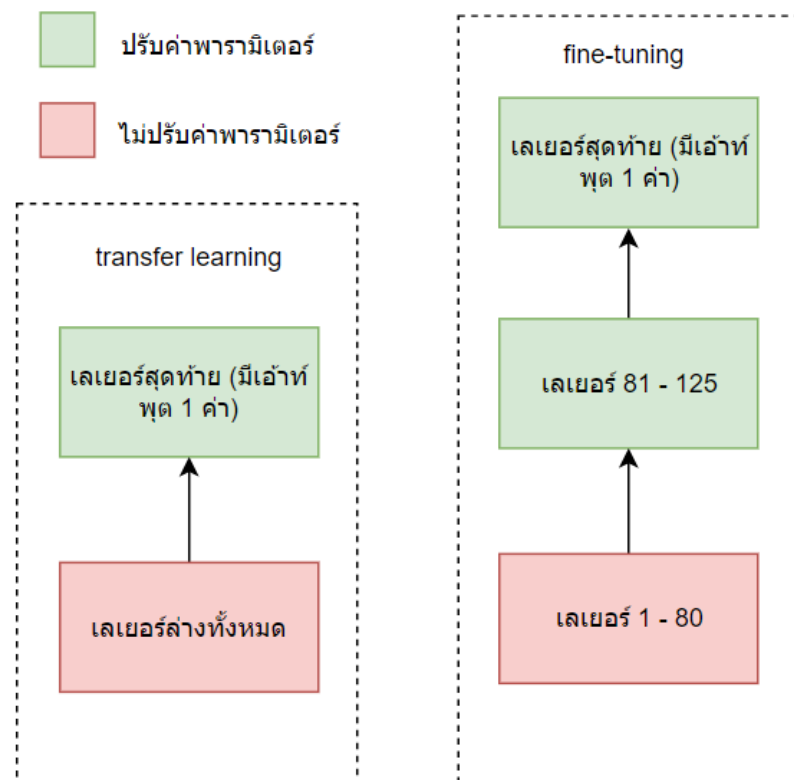 ปรับค่าพารามิเตอร์
ไม่ปรับค่าพารามิเตอร์
transfer learning
เลเยอร์สุดท้าย (มีเอ้าท์
พุต 1 ค่า)
เลเยอร์ล่างทั้งหมด
fine-tuning
เลเยอร์สุดท้าย (มีเอ้าท์
พุต 1 ค่า)
เลเยอร์ 81 - 125
เลเยอร์ 1 - 80